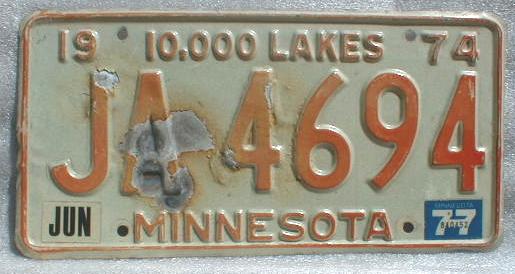 19 10,000 LAKES 74
JA 4694
JUN MINNESOTA MINNESOTA 77